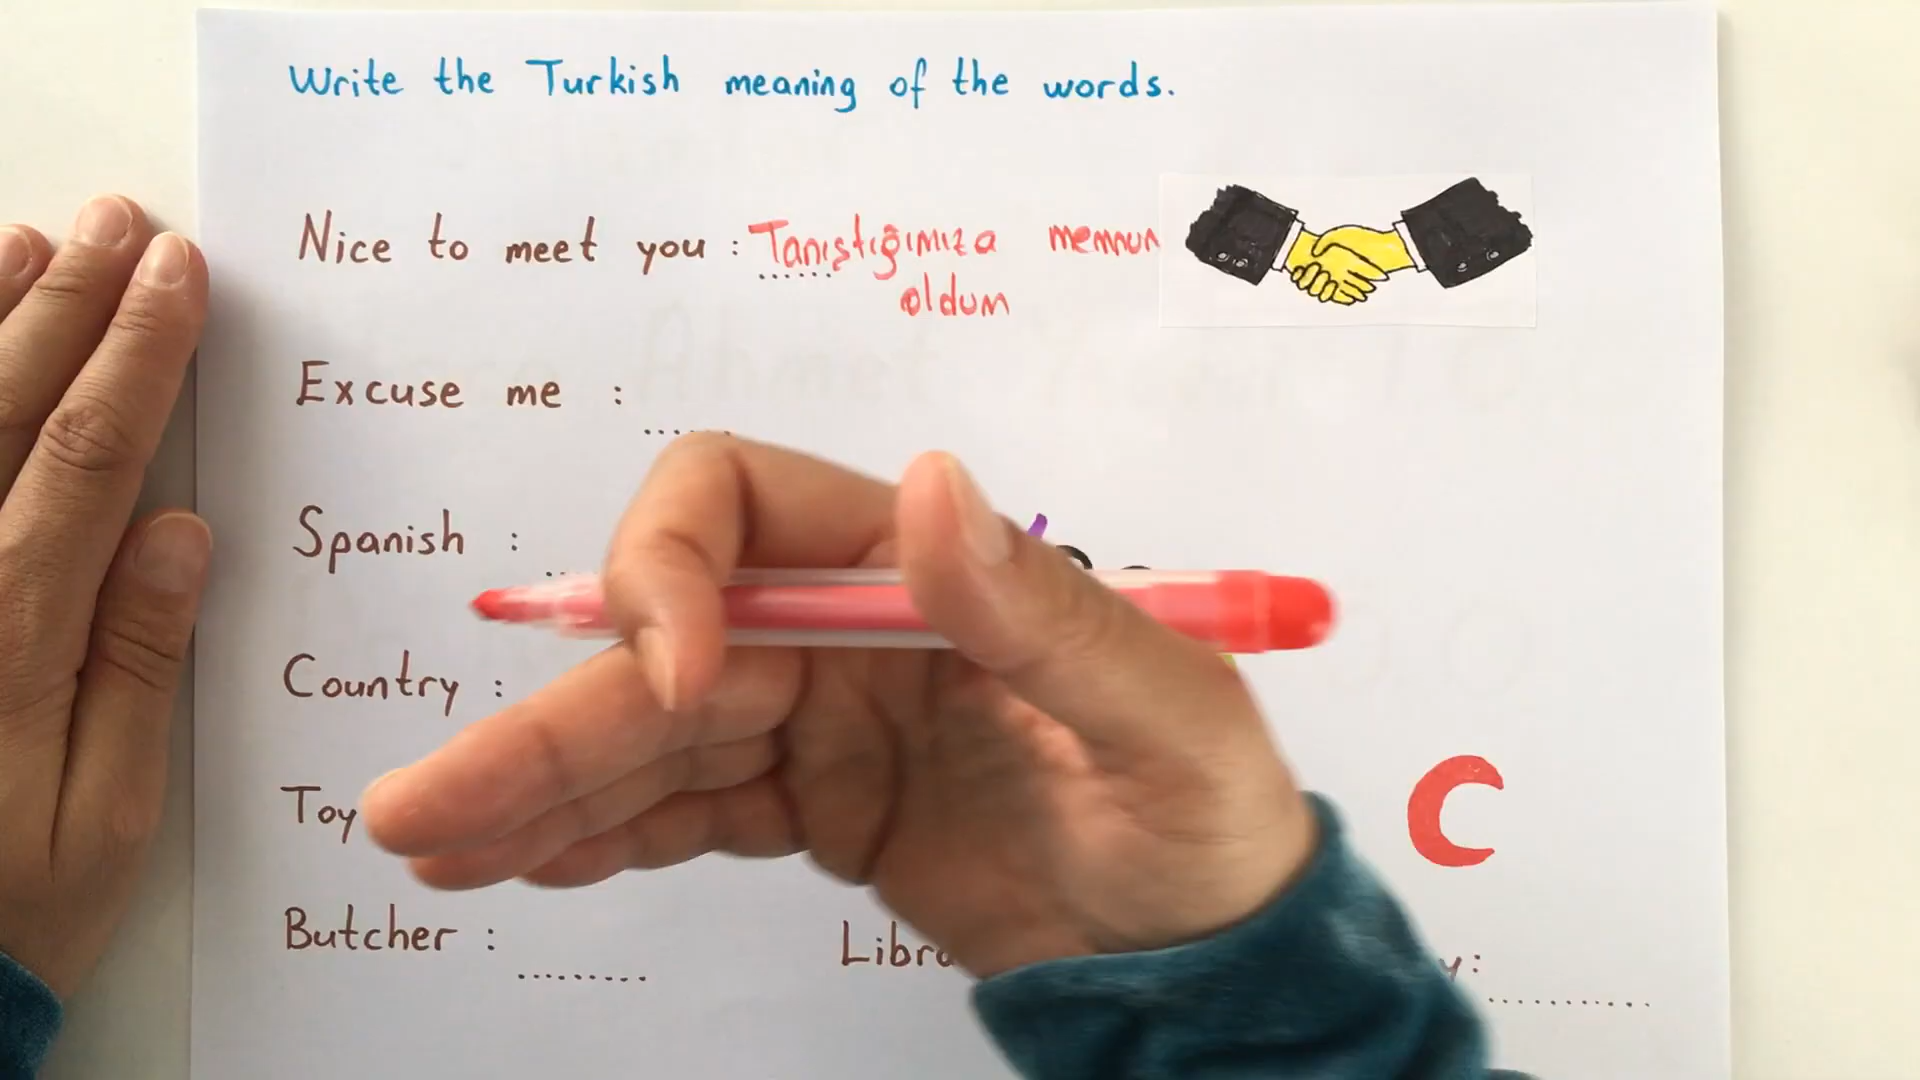 Write the Turkish meaning of the words.
Nice to meet you : Tanıştığımıza memnun
oldum
Excuse me : ......
Spanish :
Country :
Toy
Butcher : .........